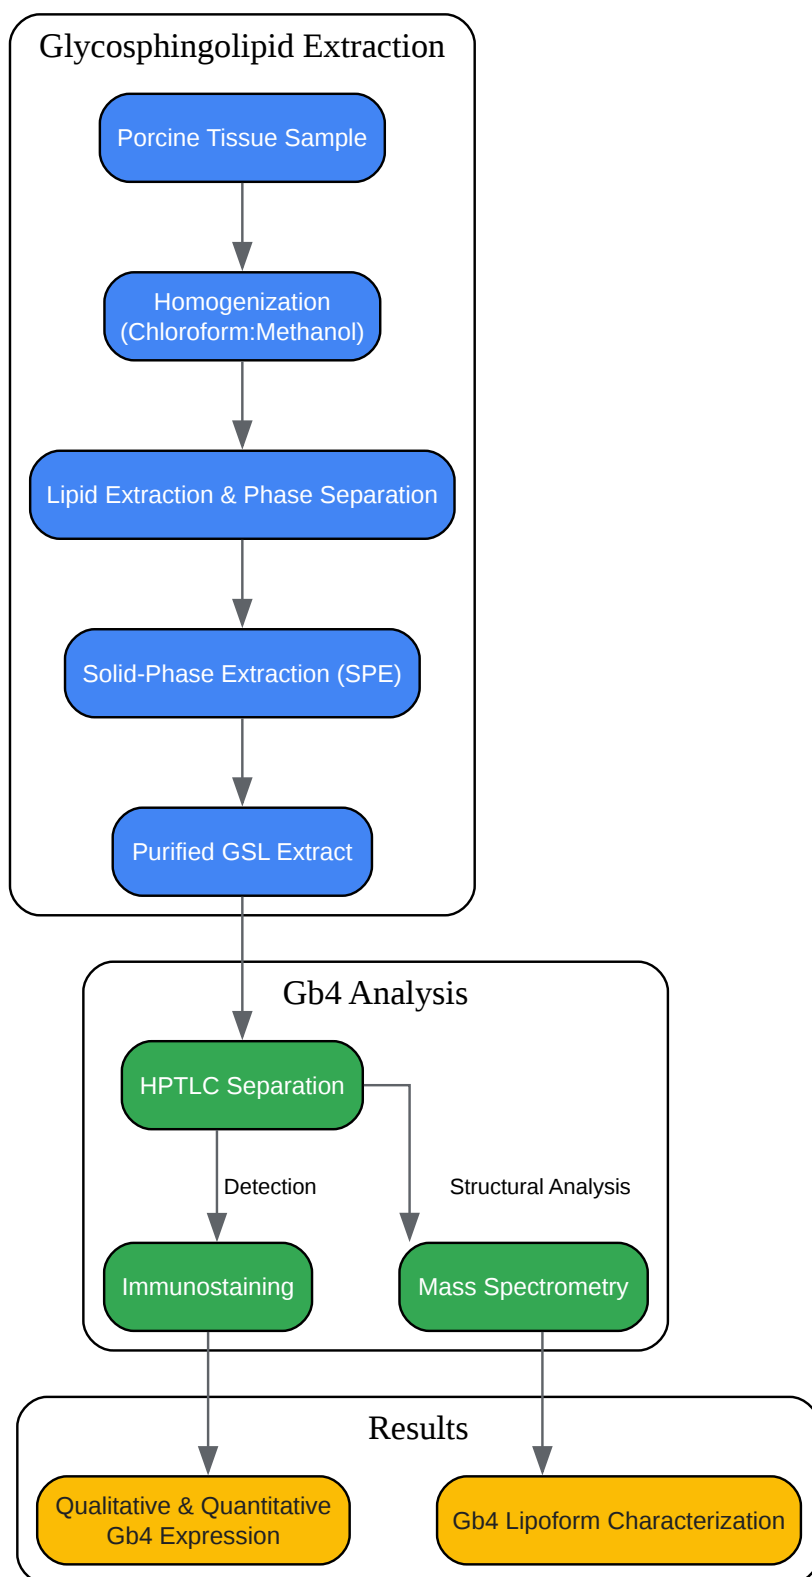 Glycosphingolipid Extraction
Porcine Tissue Sample
Homogenization
(Chloroform:Methanol)
Lipid Extraction & Phase Separation
Solid-Phase Extraction (SPE)
Purified GSL Extract
Gb4 Analysis
HPTLC Separation
Detection
Structural Analysis
Immunostaining
Mass Spectrometry
Results
Qualitative & Quantitative
Gb4 Expression
Gb4 Lipoform Characterization